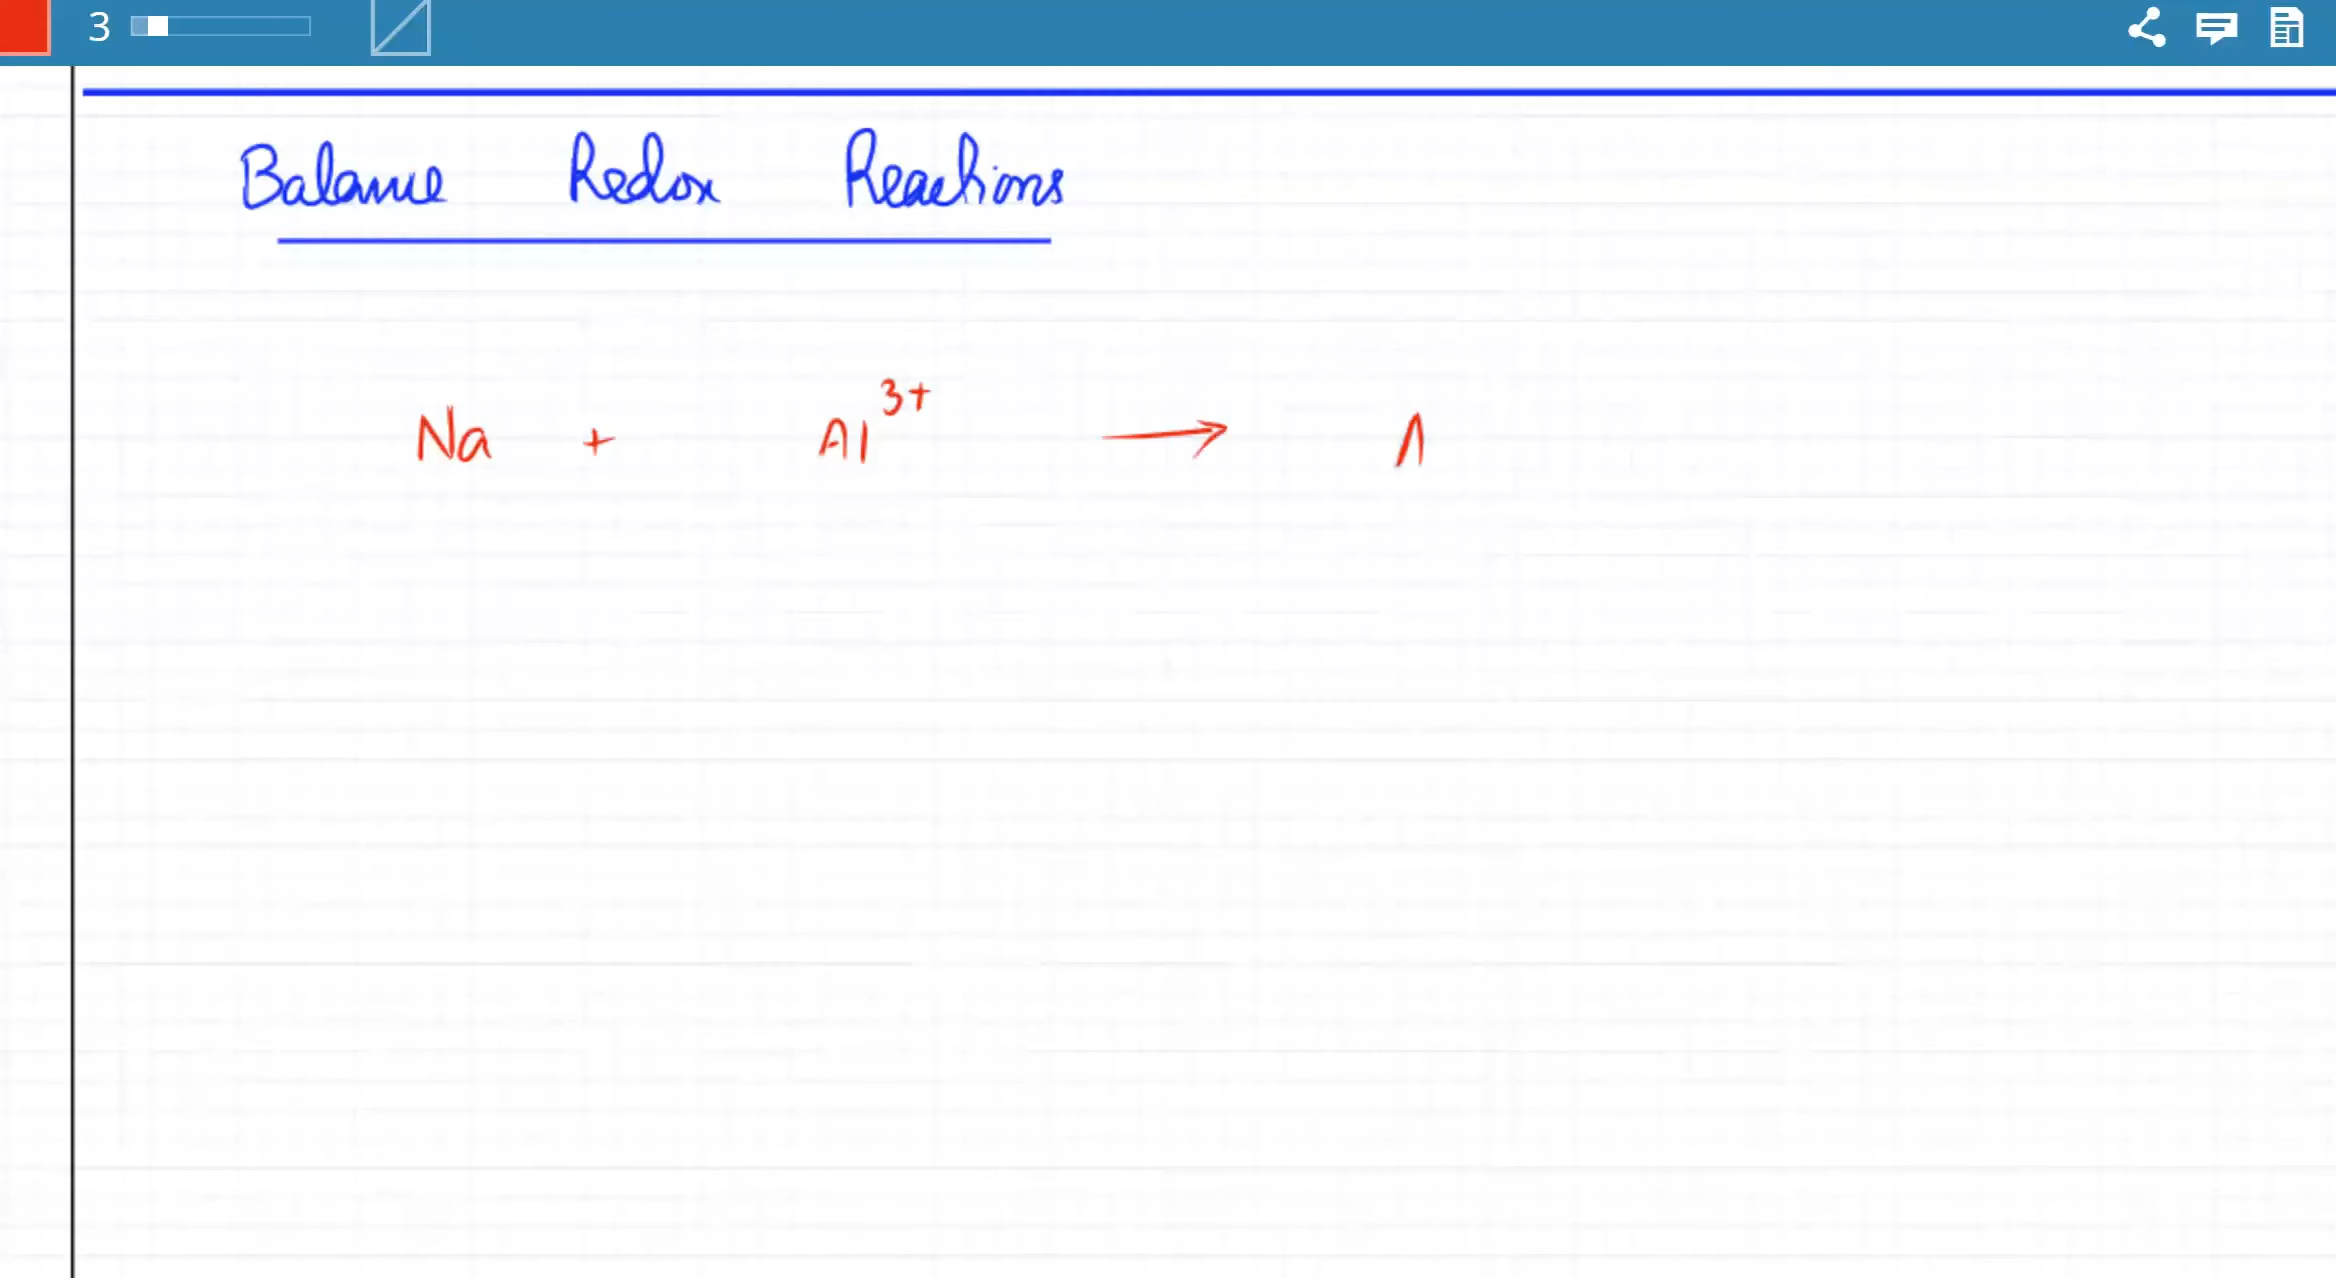 3
Balance Redox Reactions
Na + Al³⁺ →